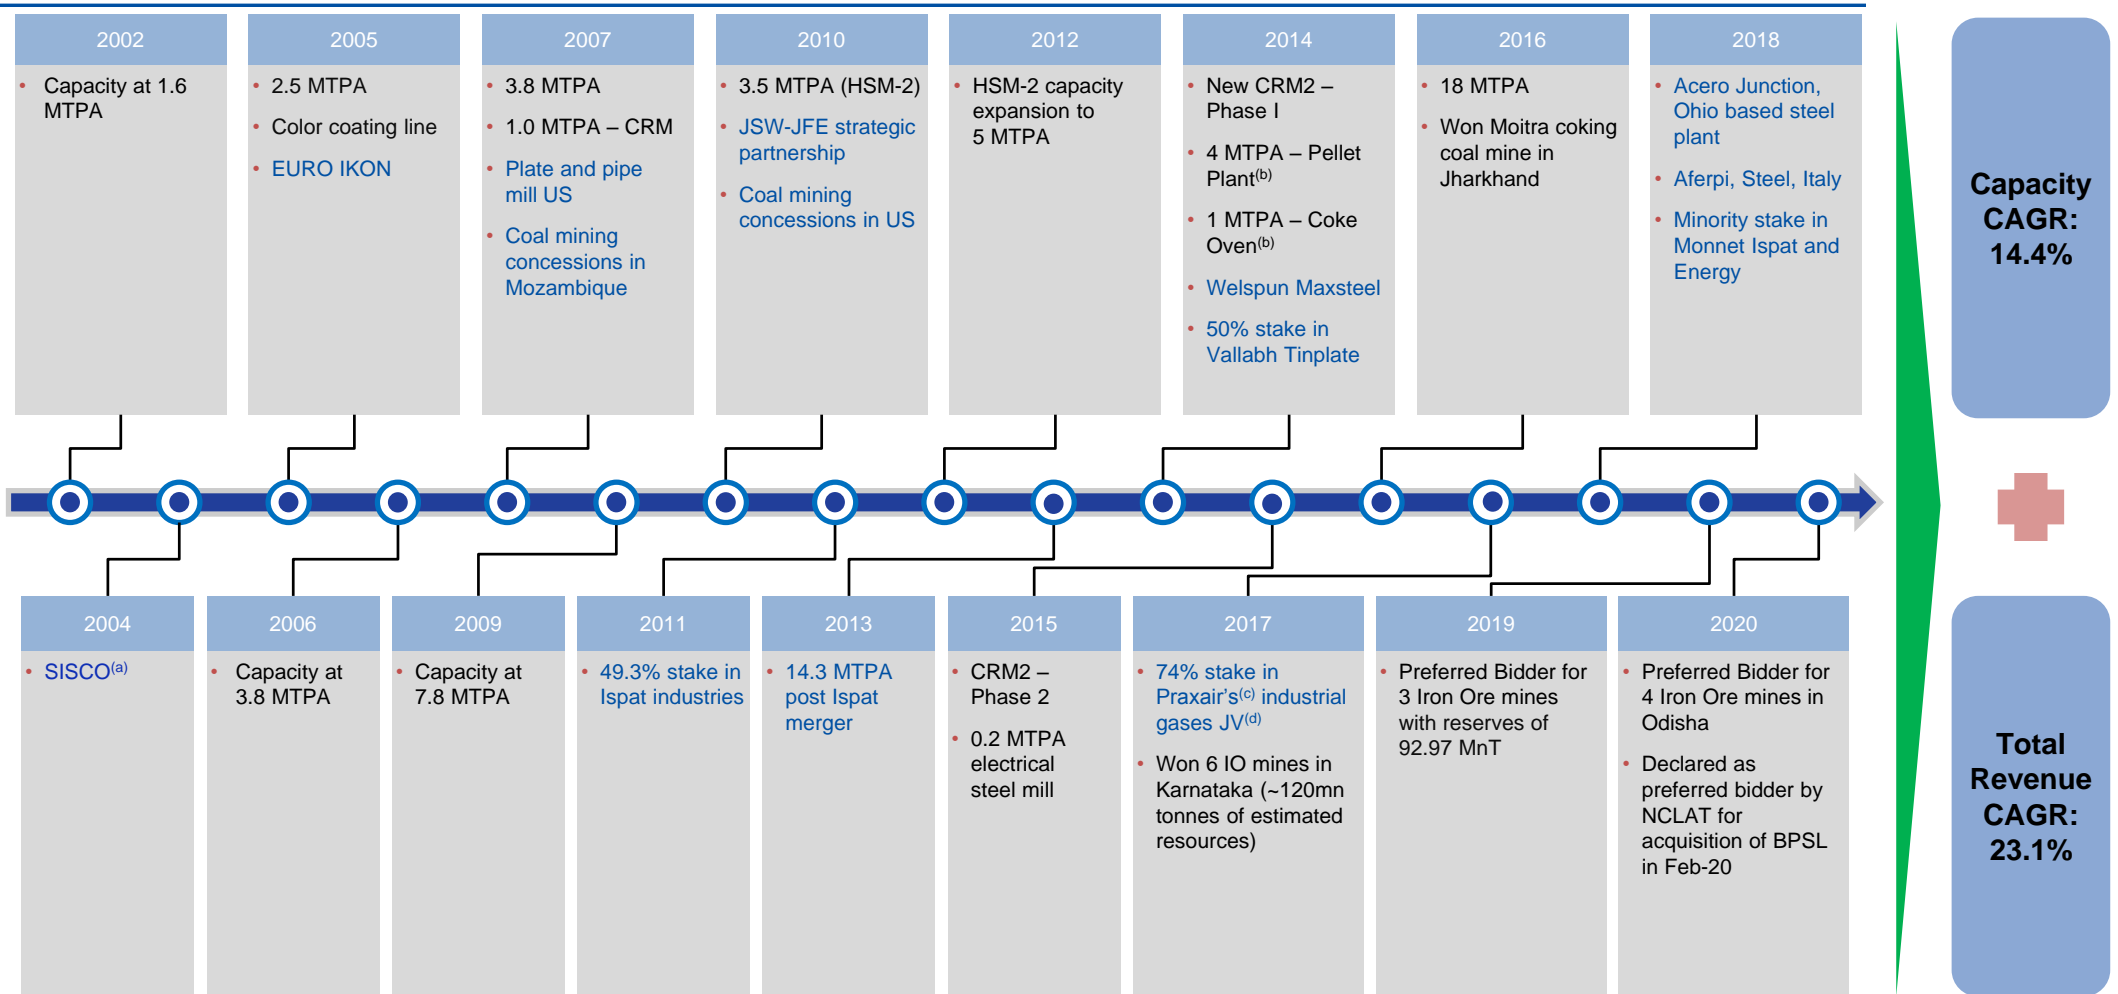 2002
• Capacity at 1.6
MTPA
2005
• 2.5 MTPA
• Color coating line
• EURO IKON
2007
• 3.8 MTPA
• 1.0 MTPA – CRM
• Plate and pipe
mill US
• Coal mining
concessions in
Mozambique
2010
• 3.5 MTPA (HSM-2)
• JSW-JFE strategic
partnership
• Coal mining
concessions in US
2012
• HSM-2 capacity
expansion to
5 MTPA
2014
• New CRM2 –
Phase I
• 4 MTPA – Pellet
Plant(b)
• 1 MTPA – Coke
Oven(b)
• Welspun Maxsteel
• 50% stake in
Vallabh Tinplate
2016
• 18 MTPA
• Won Moitra coking
coal mine in
Jharkhand
2018
• Acero Junction,
Ohio based steel
plant
• Aferpi, Steel, Italy
• Minority stake in
Monnet Ispat and
Energy
Capacity
CAGR:
14.4%
2004
• SISCO(a)
2006
• Capacity at
3.8 MTPA
2009
• Capacity at
7.8 MTPA
2011
• 49.3% stake in
Ispat industries
2013
• 14.3 MTPA
post Ispat
merger
2015
• CRM2 –
Phase 2
• 0.2 MTPA
electrical
steel mill
2017
• 74% stake in
Praxair's(c) industrial
gases JV(d)
• Won 6 IO mines in
Karnataka (~120mn
tonnes of estimated
resources)
2019
• Preferred Bidder for
3 Iron Ore mines
with reserves of
92.97 MnT
2020
• Preferred Bidder for
4 Iron Ore mines in
Odisha
• Declared as
preferred bidder by
NCLAT for
acquisition of BPSL
in Feb-20
Total
Revenue
CAGR:
23.1%